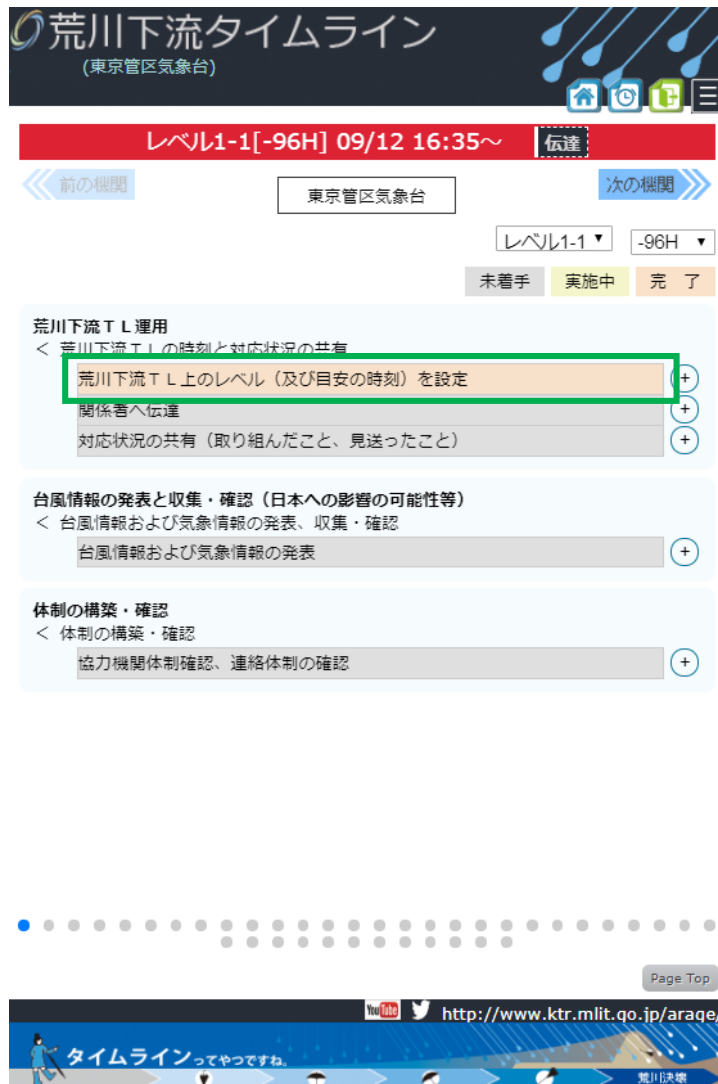 荒川下流タイムライン
(東京管区気象台)
レベル1-1[-96H] 09/12 16:35～ 伝達
前の機関 東京管区気象台 次の機関
レベル1-1 ▼ -96H ▼
未着手 実施中 完 了
荒川下流ＴＬ運用
< 荒川下流ＴＬの時刻と対応状況の共有
荒川下流ＴＬ上のレベル（及び目安の時刻）を設定 +
関係者へ伝達 +
対応状況の共有（取り組んだこと、見送ったこと） +
台風情報の発表と収集・確認（日本への影響の可能性等）
< 台風情報および気象情報の発表、収集・確認
台風情報および気象情報の発表 +
体制の構築・確認
< 体制の構築・確認
協力機関体制確認、連絡体制の確認 +
Page Top
YouTube http://www.ktr.mlit.go.jp/arage/
タイムラインってやつですね。
荒川決壊